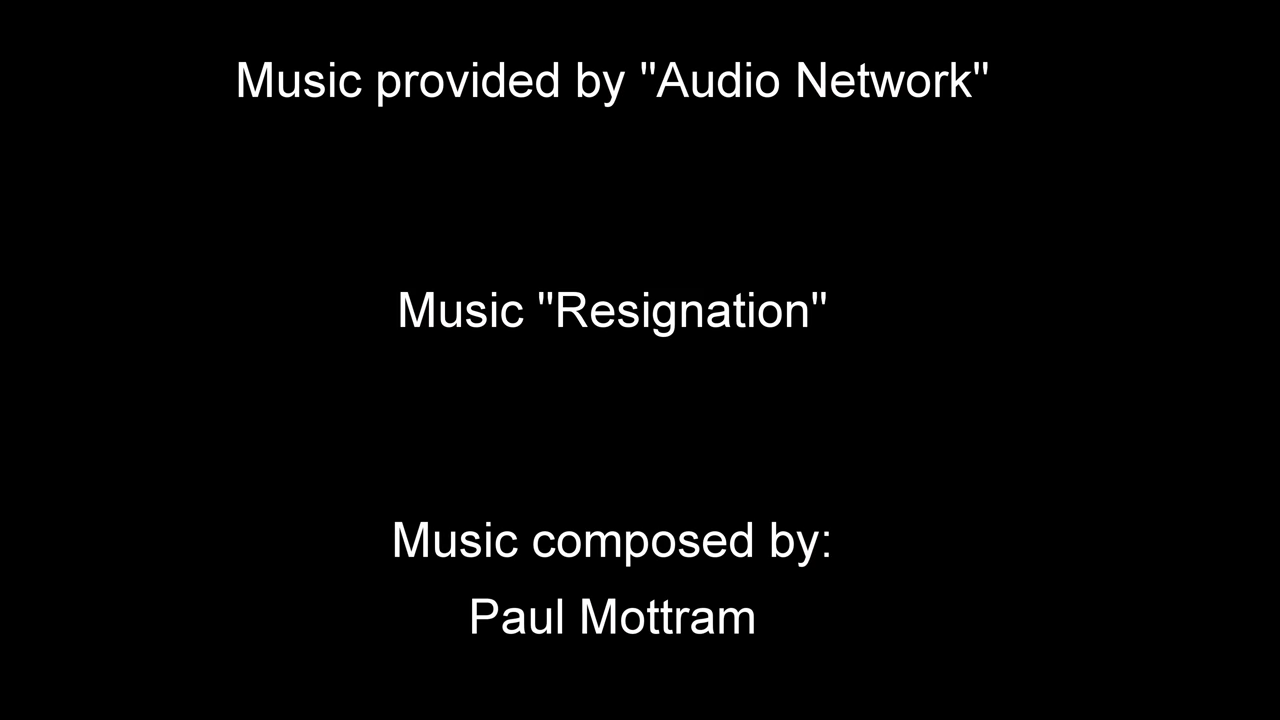 Music provided by "Audio Network"
Music "Resignation"
Music composed by:
Paul Mottram